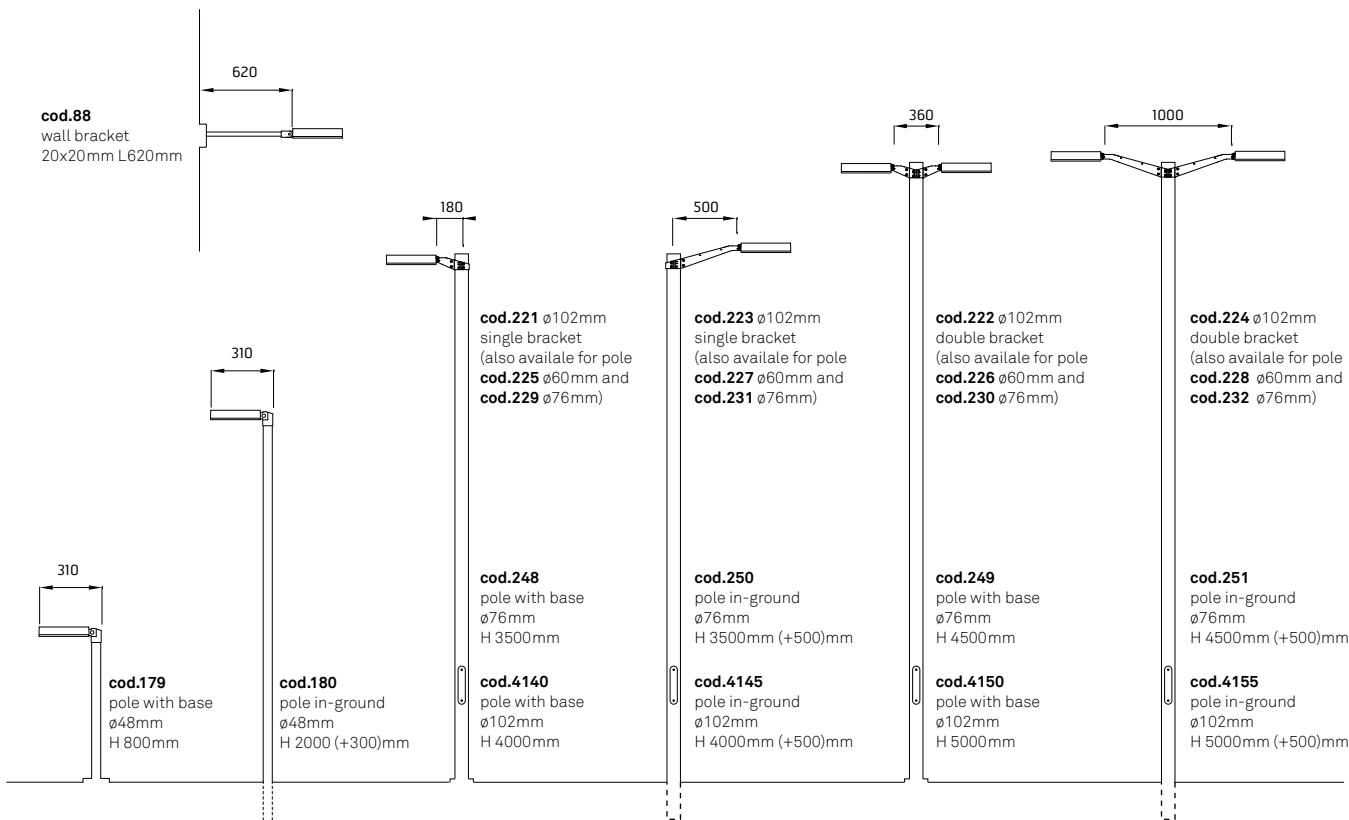 620
cod.88
wall bracket
20x20mm L620mm
360
1000
180
500
310
310
cod.221 ø102mm
single bracket
(also availale for pole
cod.225 ø60mm and
cod.229 ø76mm)
cod.223 ø102mm
single bracket
(also availale for pole
cod.227 ø60mm and
cod.231 ø76mm)
cod.222 ø102mm
double bracket
(also availale for pole
cod.226 ø60mm and
cod.230 ø76mm)
cod.224 ø102mm
double bracket
(also availale for pole
cod.228 ø60mm and
cod.232 ø76mm)
cod.248
pole with base
ø76mm
H 3500mm
cod.250
pole in-ground
ø76mm
H 3500mm (+500)mm
cod.249
pole with base
ø76mm
H 4500mm
cod.251
pole in-ground
ø76mm
H 4500mm (+500)mm
cod.179
pole with base
ø48mm
H 800mm
cod.180
pole in-ground
ø48mm
H 2000 (+300)mm
cod.4140
pole with base
ø102mm
H 4000mm
cod.4145
pole in-ground
ø102mm
H 4000mm (+500)mm
cod.4150
pole with base
ø102mm
H 5000mm
cod.4155
pole in-ground
ø102mm
H 5000mm (+500)mm